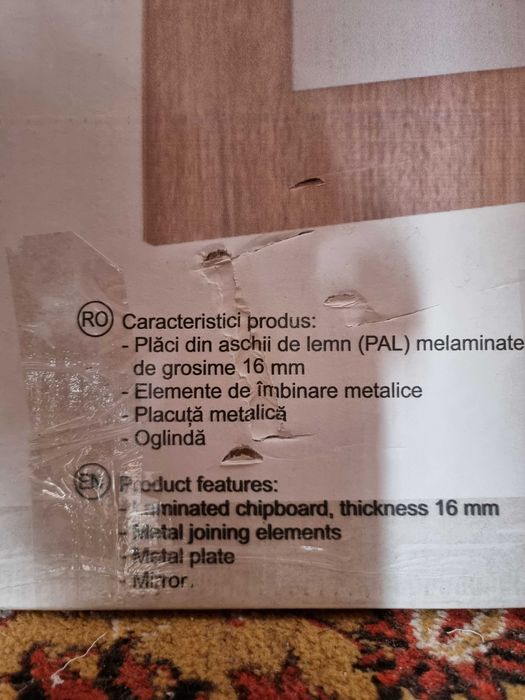 RO Caracteristici produs:
- Plăci din aschii de lemn (PAL) melaminate
de grosime 16 mm
- Elemente de îmbinare metalice
- Placuță metalică
- Oglindă
EN Product features:
- Laminated chipboard, thickness 16 mm
- Metal joining elements
- Metal plate
- Mirror